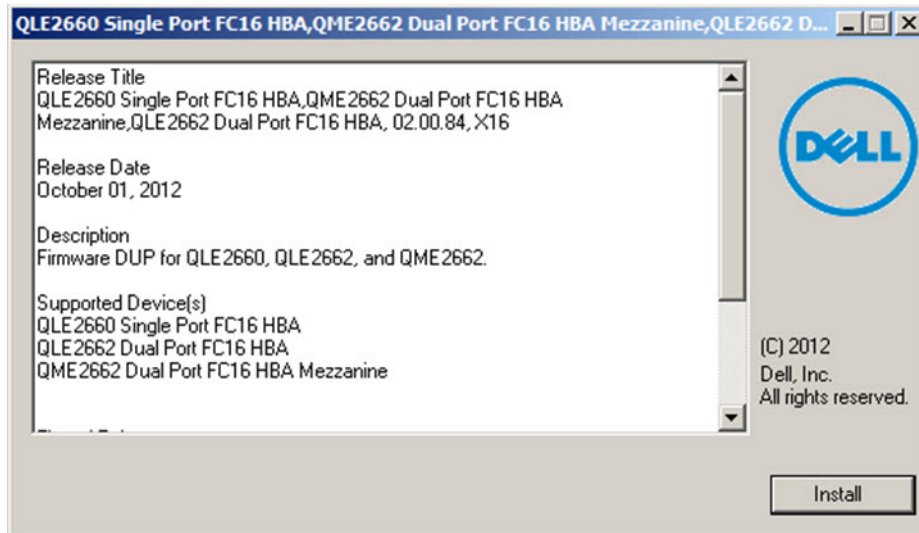 QLE2660 Single Port FC16 HBA,QME2662 Dual Port FC16 HBA Mezzanine,QLE2662 D...
Release Title
QLE2660 Single Port FC16 HBA,QME2662 Dual Port FC16 HBA
Mezzanine,QLE2662 Dual Port FC16 HBA, 02.00.84, X16
Release Date
October 01, 2012
Description
Firmware DUP for QLE2660, QLE2662, and QME2662.
Supported Device(s)
QLE2660 Single Port FC16 HBA
QLE2662 Dual Port FC16 HBA
QME2662 Dual Port FC16 HBA Mezzanine
DELL
(C) 2012
Dell, Inc.
All rights reserved.
Install